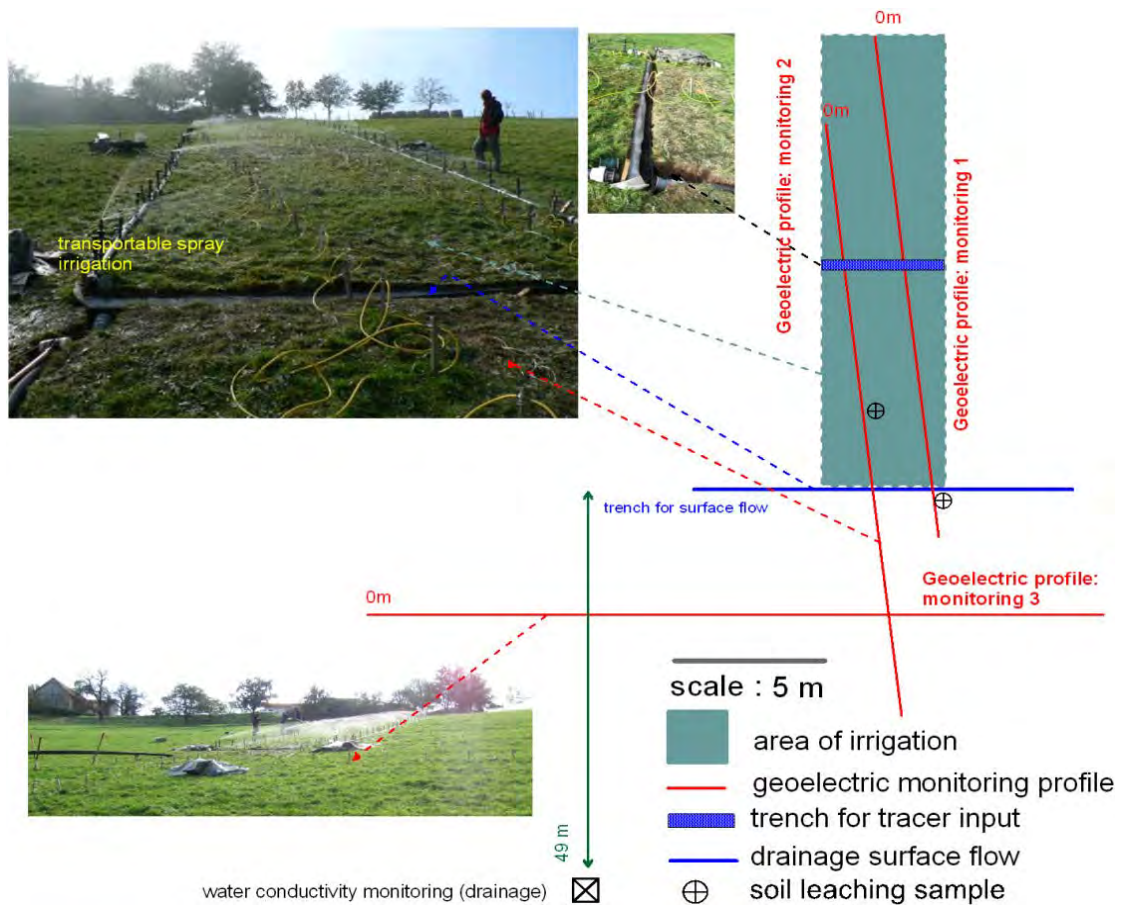 transportable spray
irrigation
0m
0m
Geoelectric profile: monitoring 2
Geoelectric profile: monitoring 1
trench for surface flow
0m
Geoelectric profile:
monitoring 3
scale : 5 m
area of irrigation
geoelectric monitoring profile
trench for tracer input
drainage surface flow
soil leaching sample
49 m
water conductivity monitoring (drainage)